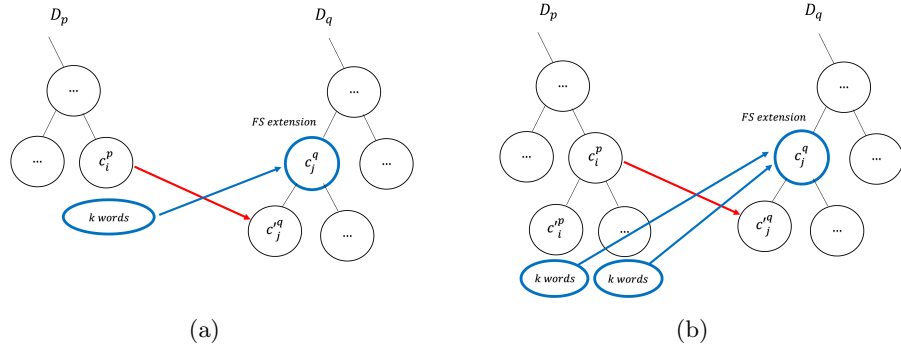 D_p
D_q
...
...
FS extension
...
c_i^p
c_j^q
...
k words
c'_j^q
...
(a)
D_p
D_q
...
...
FS extension
...
c_i^p
c_j^q
...
c'_i^p
...
c'_j^q
...
k words
k words
(b)